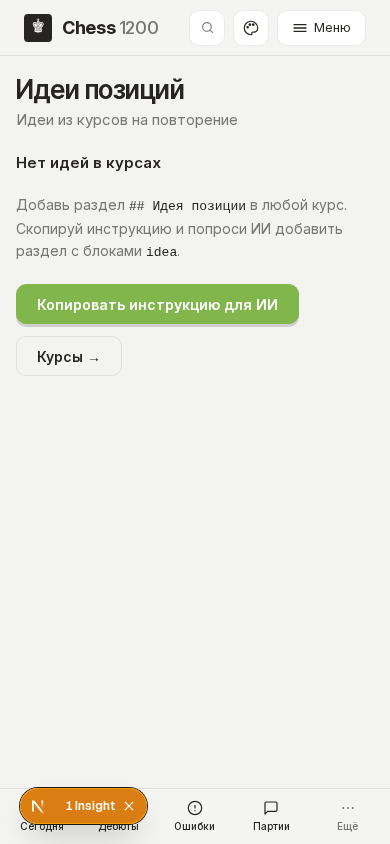 Chess 1200
Меню
Идеи позиций
Идеи из курсов на повторение
Нет идей в курсах
Добавь раздел ## Идея позиции в любой курс.
Скопируй инструкцию и попроси ИИ добавить
раздел с блоками idea.
Копировать инструкцию для ИИ
Курсы →
1 Insight
Сегодня
Дебюты
Ошибки
Партии
Ещё